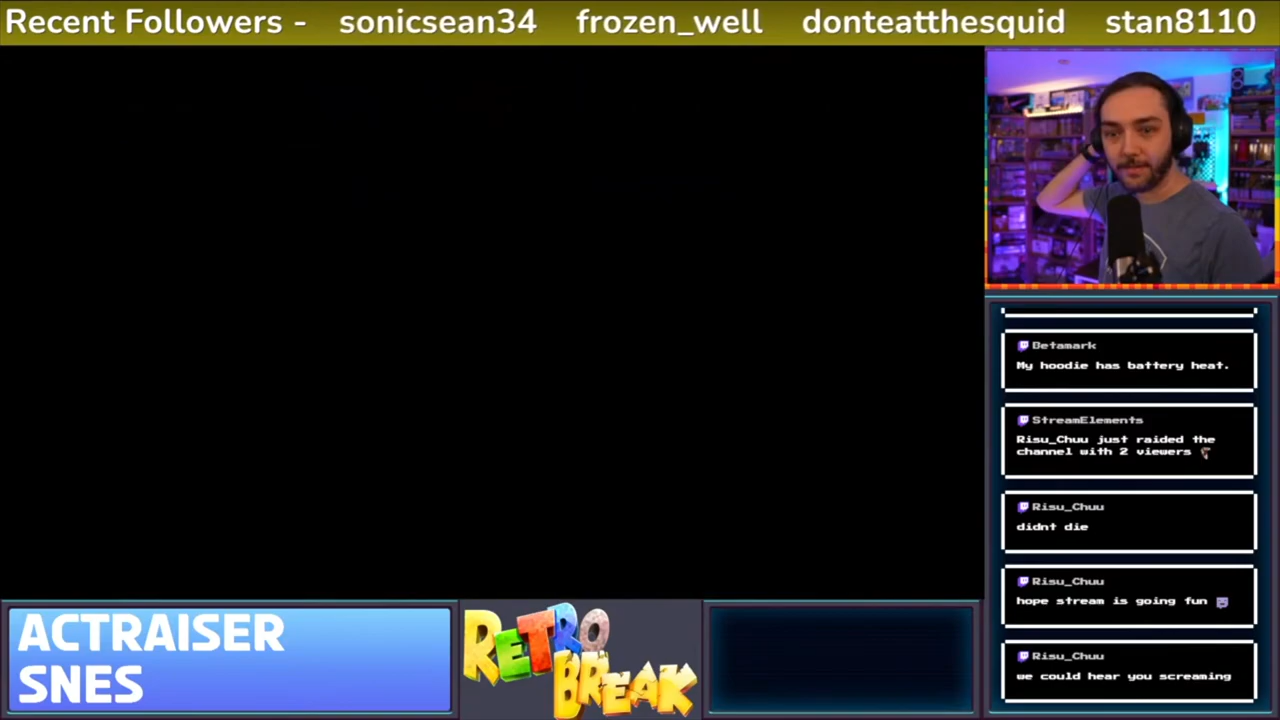 Recent Followers - sonicsean34 frozen_well donteatthesquid stan8110
Betamark
My hoodie has battery heat.
StreamElements
Risu_Chuu just raided the
channel with 2 viewers
Risu_Chuu
didnt die
Risu_Chuu
hope stream is going fun
Risu_Chuu
we could hear you screaming
ACTRAISER
SNES
RETRO
BREAK